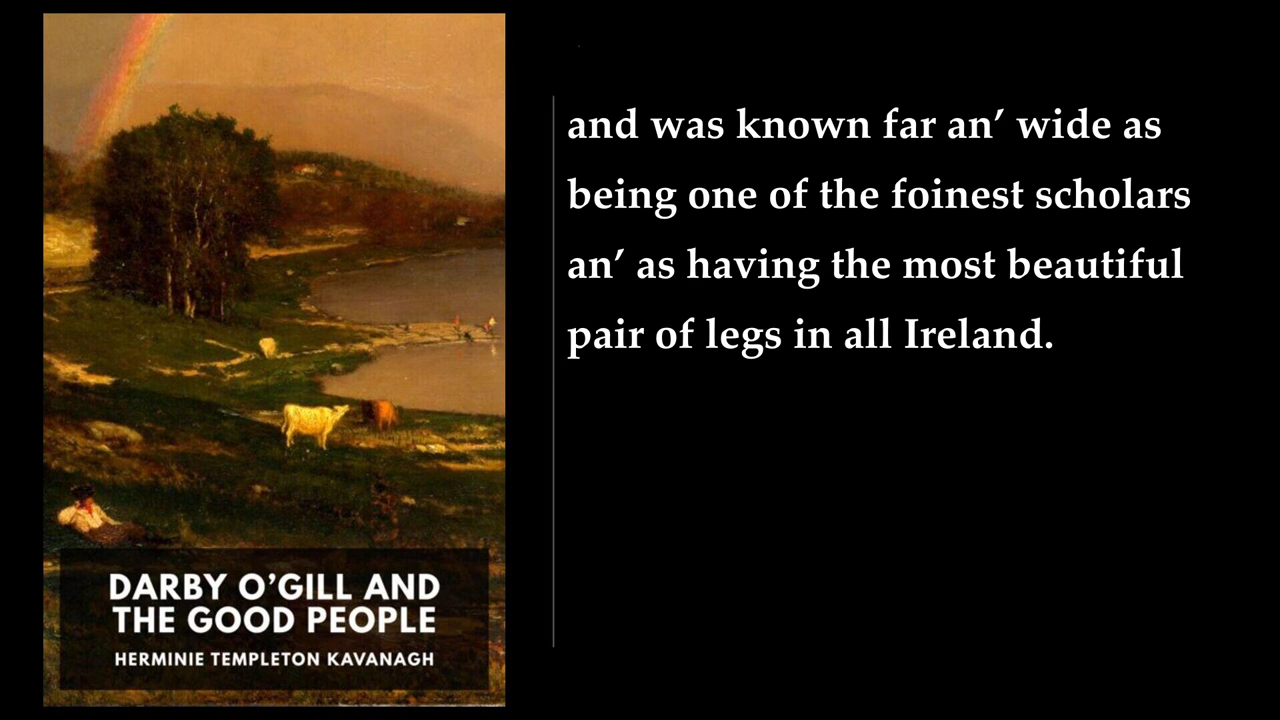 and was known far an’ wide as
being one of the foinest scholars
an’ as having the most beautiful
pair of legs in all Ireland.
DARBY O’GILL AND
THE GOOD PEOPLE
HERMINIE TEMPLETON KAVANAGH